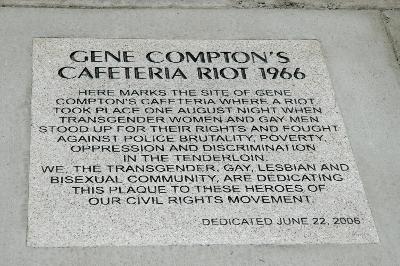 GENE COMPTON'S
CAFETERIA RIOT 1966
HERE MARKS THE SITE OF GENE
COMPTON'S CAFETERIA WHERE A RIOT
TOOK PLACE ONE AUGUST NIGHT WHEN
TRANSGENDER WOMEN AND GAY MEN
STOOD UP FOR THEIR RIGHTS AND FOUGHT
AGAINST POLICE BRUTALITY, POVERTY,
OPPRESSION AND DISCRIMINATION
IN THE TENDERLOIN.
WE, THE TRANSGENDER, GAY, LESBIAN AND
BISEXUAL COMMUNITY, ARE DEDICATING
THIS PLAQUE TO THESE HEROES OF
OUR CIVIL RIGHTS MOVEMENT.
DEDICATED JUNE 22, 2006